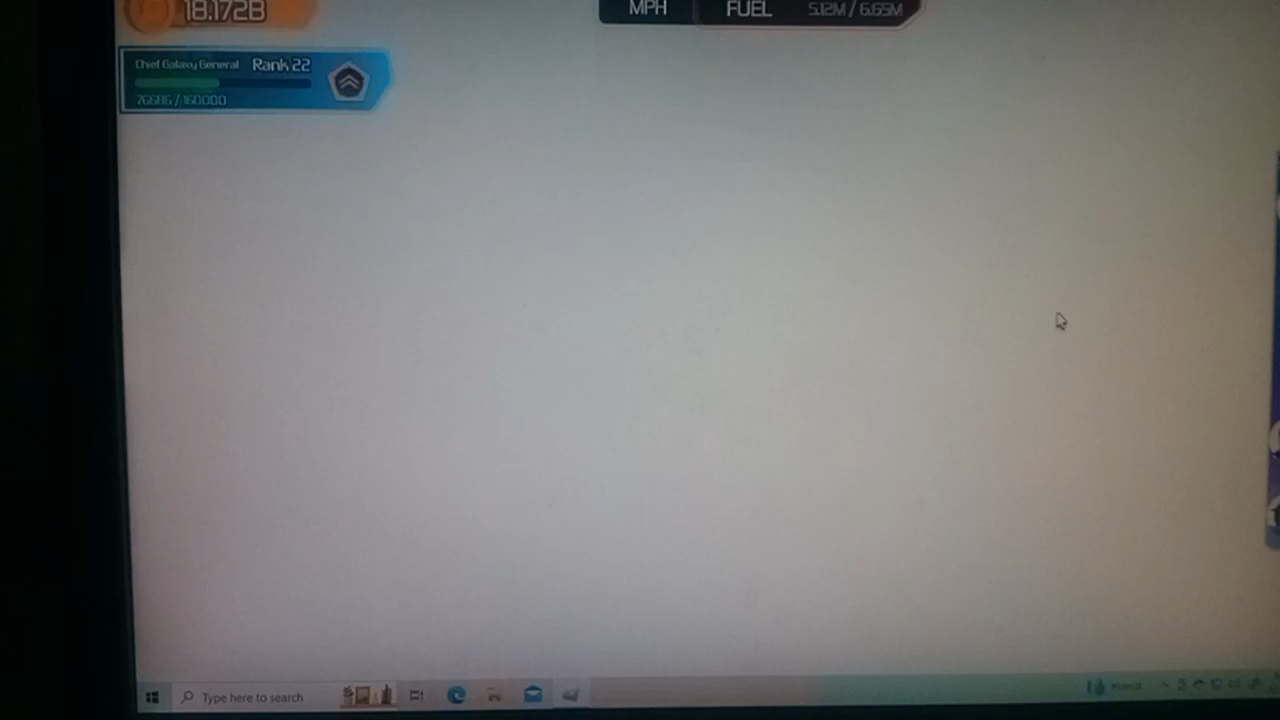 18.172B
MPH FUEL 5.12M / 6.65M
Chief Galaxy General Rank 22
76686 / 160000
Type here to search